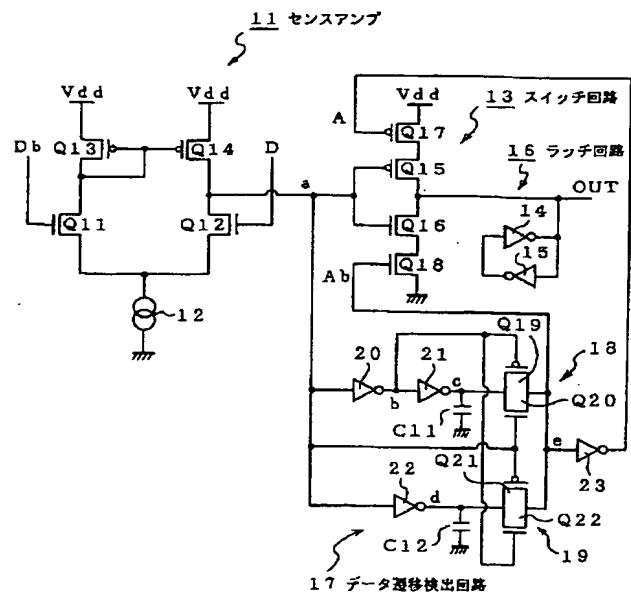 11 センスアンプ
Vdd
Vdd
Vdd
A
13 スイッチ回路
Q17
Db
Q13
Q14
D
Q15
16 ラッチ回路
a
OUT
Q11
Q12
Q16
14
15
Q18
Ab
12
Q19
18
20
21
c
b
Q20
C11
Q21
e
22
d
23
Q22
C12
19
17 データ遷移検出回路